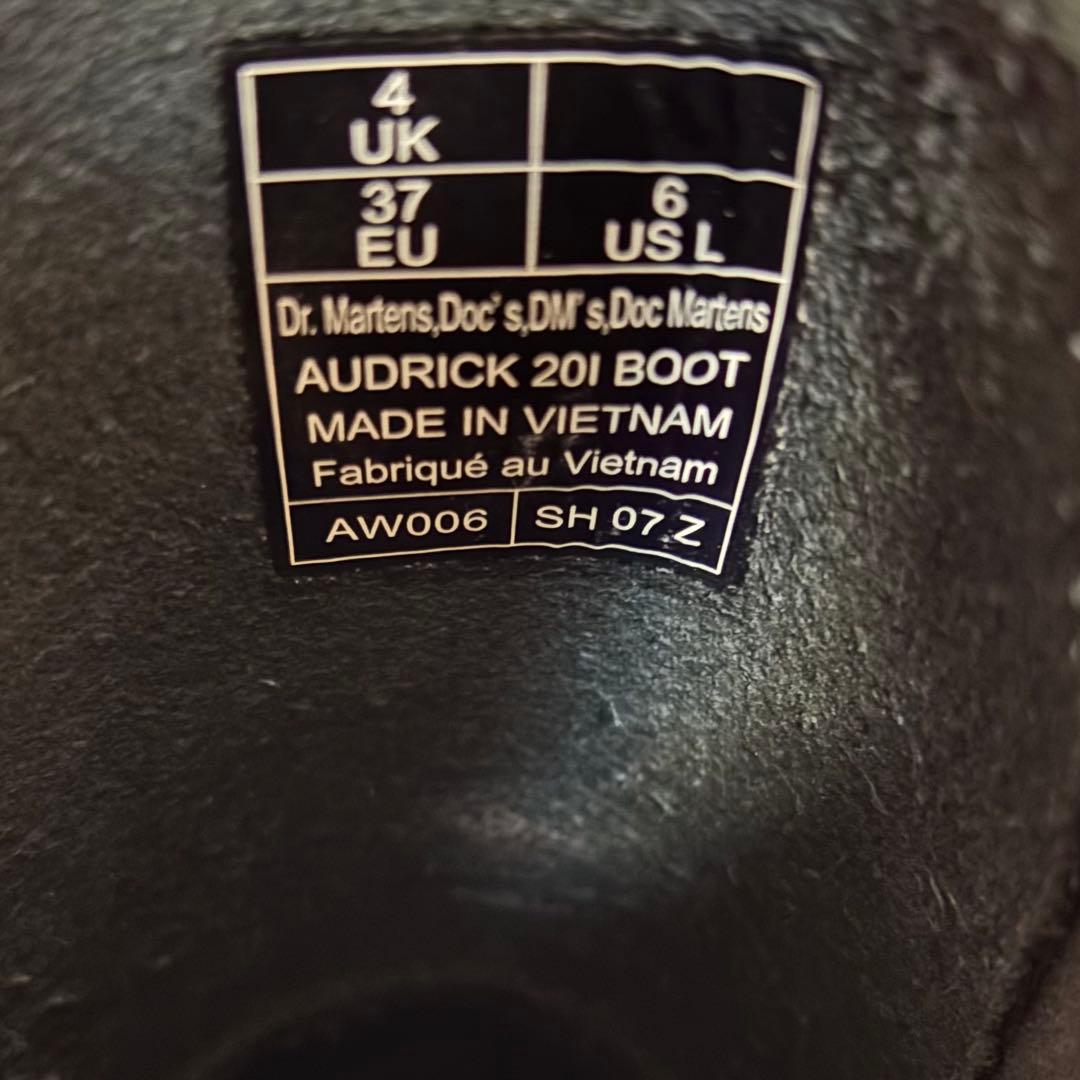 4
UK
37
EU
6
US L
Dr. Martens,Doc's,DM's,Doc Martens
AUDRICK 20I BOOT
MADE IN VIETNAM
Fabriqué au Vietnam
AW006
SH 07 Z